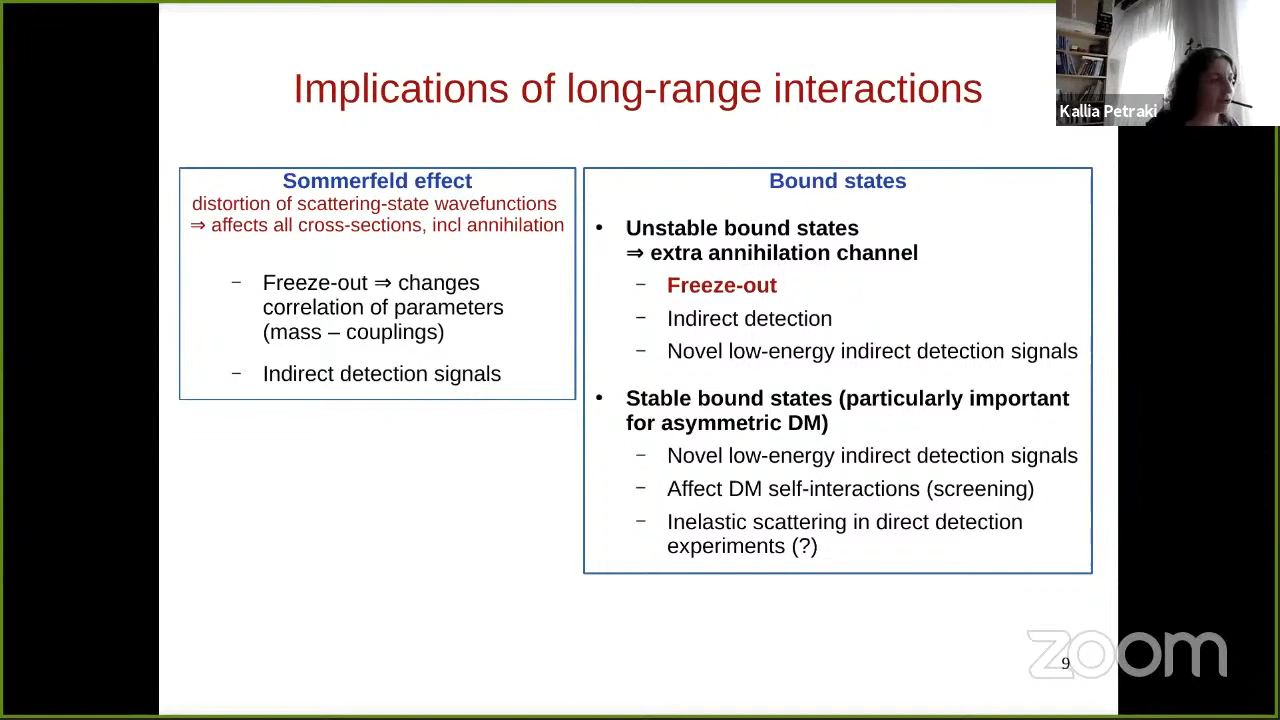 Implications of long-range interactions
Kallia Petraki
Sommerfeld effect
distortion of scattering-state wavefunctions
⇒ affects all cross-sections, incl annihilation
– Freeze-out ⇒ changes
correlation of parameters
(mass – couplings)
– Indirect detection signals
Bound states
• Unstable bound states
⇒ extra annihilation channel
– Freeze-out
– Indirect detection
– Novel low-energy indirect detection signals
• Stable bound states (particularly important
for asymmetric DM)
– Novel low-energy indirect detection signals
– Affect DM self-interactions (screening)
– Inelastic scattering in direct detection
experiments (?)
zoom
9